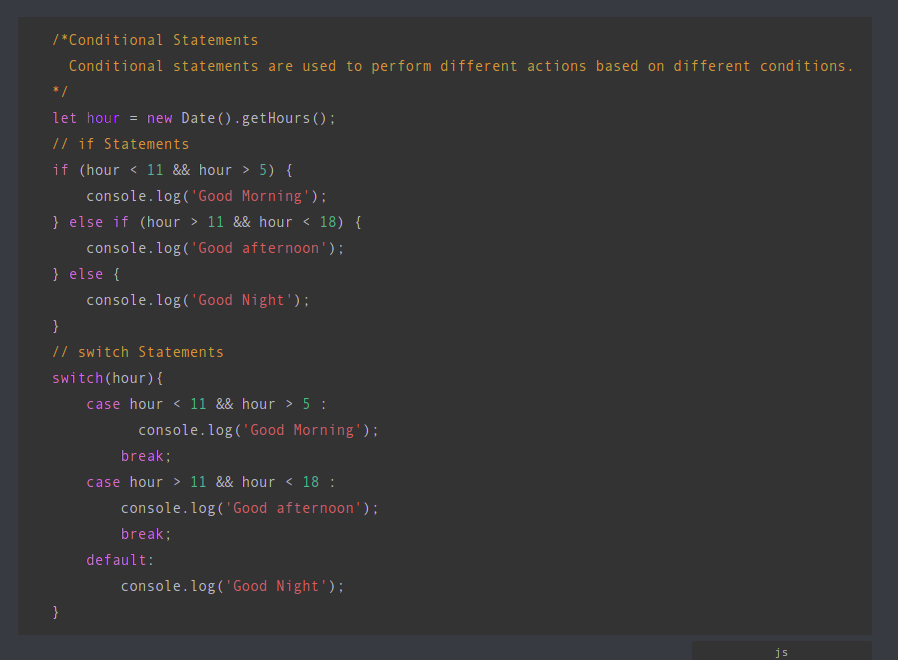 /*Conditional Statements
  Conditional statements are used to perform different actions based on different conditions.
*/
let hour = new Date().getHours();
// if Statements
if (hour < 11 && hour > 5) {
    console.log('Good Morning');
} else if (hour > 11 && hour < 18) {
    console.log('Good afternoon');
} else {
    console.log('Good Night');
}
// switch Statements
switch(hour){
    case hour < 11 && hour > 5 :
          console.log('Good Morning');
        break;
    case hour > 11 && hour < 18 :
        console.log('Good afternoon');
        break;
    default:
        console.log('Good Night');
}
js